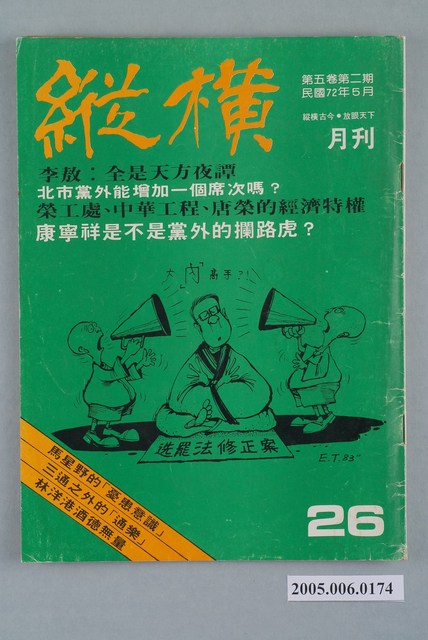 縱橫
第五卷第二期
民國72年5月
縱橫古今•放眼天下
月刊
李敖：全是天方夜譚
北市黨外能增加一個席次嗎？
榮工處、中華工程、唐榮的經濟特權
康寧祥是不是黨外的攔路虎？
大「內」高手?!
選罷法修正案
E.T. 83"
馬星野的「憂患意識」
三通之外的「通樂」
林洋港酒德無量
26
2005.006.0174